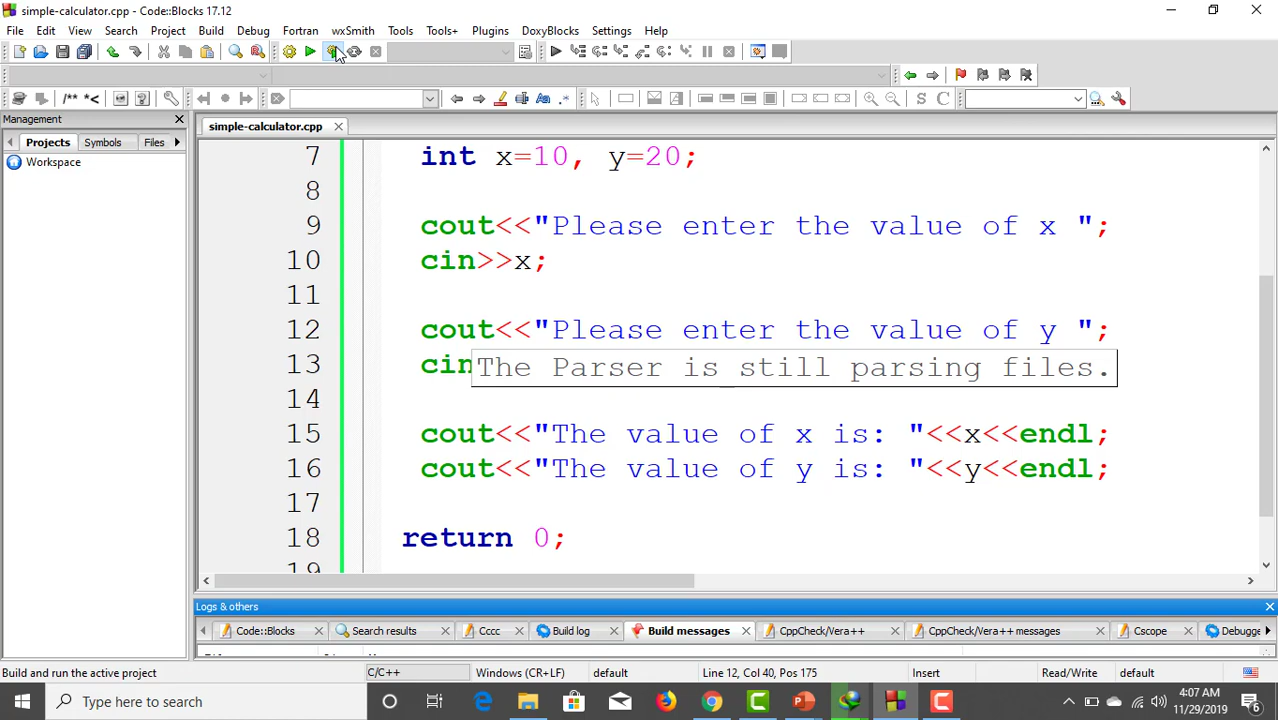 simple-calculator.cpp - Code::Blocks 17.12
File Edit View Search Project Build Debug Fortran wxSmith Tools Tools+ Plugins DoxyBlocks Settings Help
/** *<
S C
Management
simple-calculator.cpp
Projects Symbols Files
Workspace
7 int x=10, y=20;
8
9 cout<<"Please enter the value of x ";
10 cin>>x;
11
12 cout<<"Please enter the value of y ";
13 cin
The Parser is still parsing files.
14
15 cout<<"The value of x is: "<<x<<endl;
16 cout<<"The value of y is: "<<y<<endl;
17
18 return 0;
19
Logs & others
Code::Blocks Search results Cccc Build log Build messages CppCheck/Vera++ CppCheck/Vera++ messages Cscope Debugge
Build and run the active project C/C++ Windows (CR+LF) default Line 12, Col 40, Pos 175 Insert Read/Write default
Type here to search
4:07 AM
11/29/2019
6